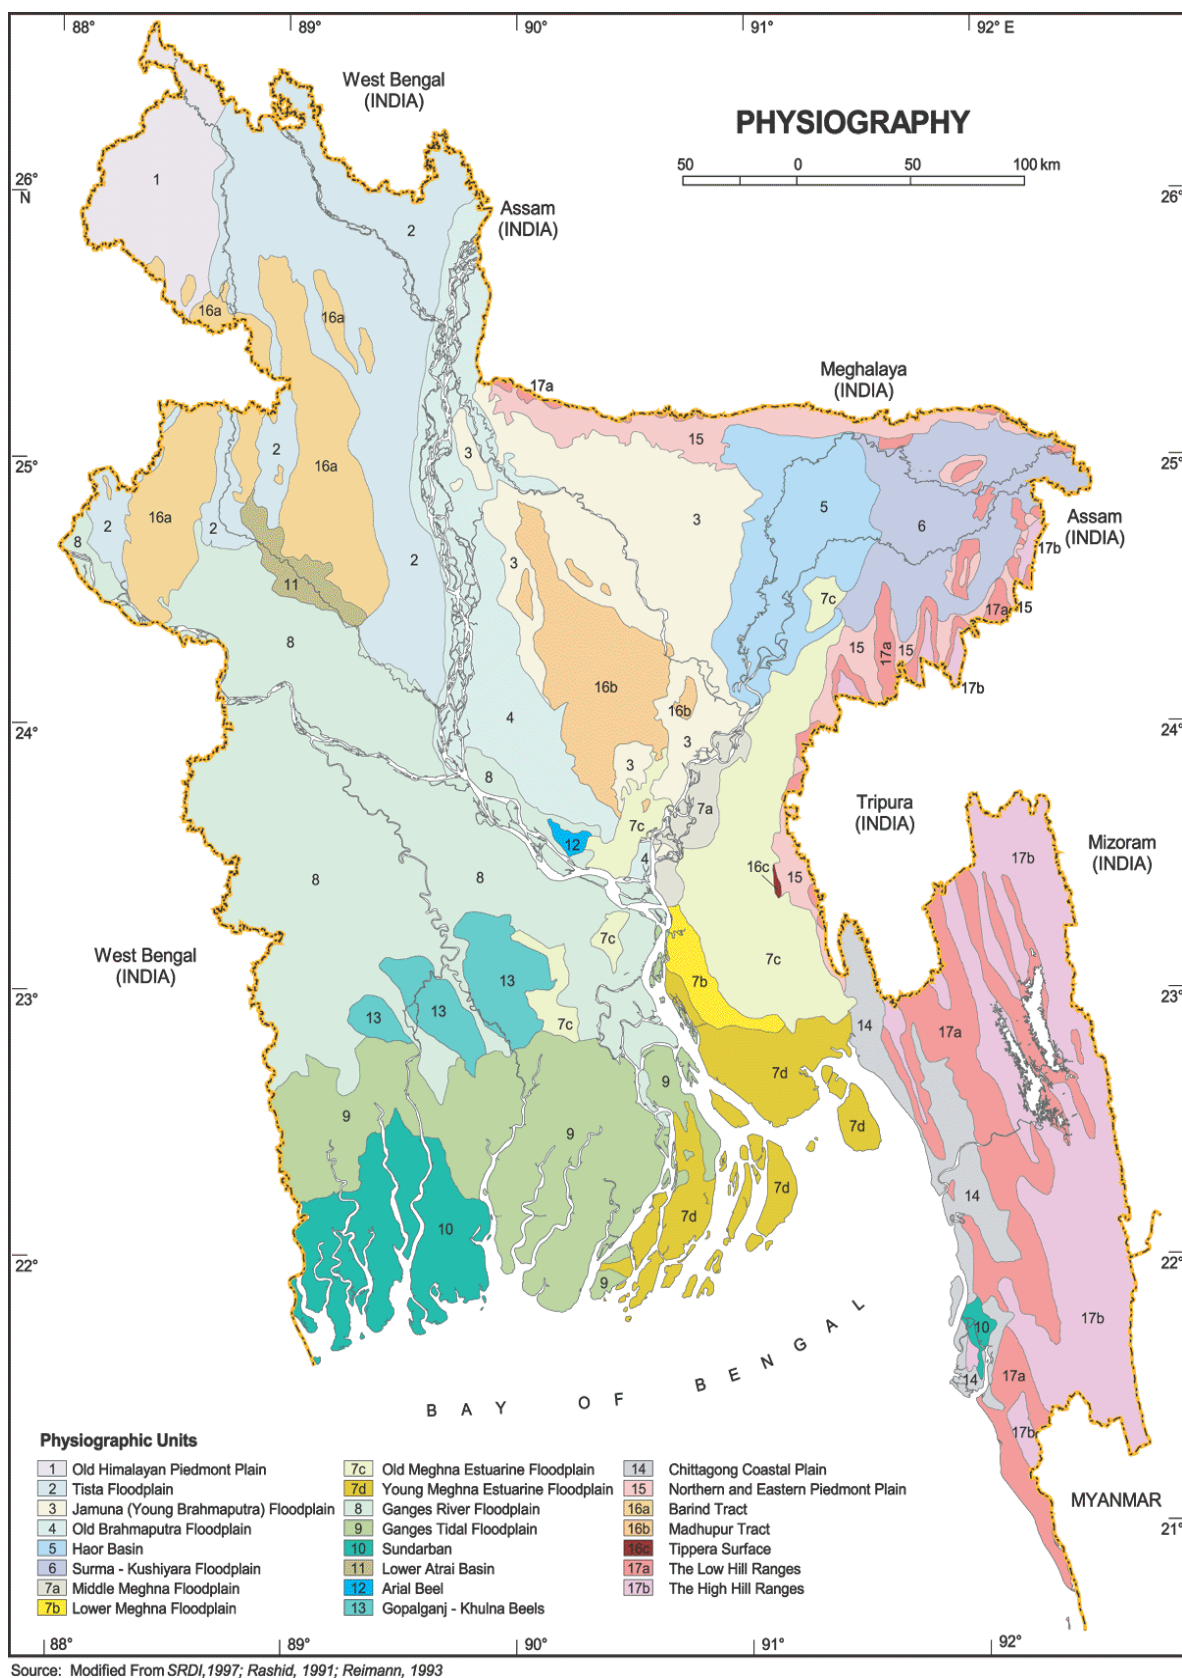 88°
89°
90°
91°
92° E
West Bengal
(INDIA)
PHYSIOGRAPHY
50 0 50 100 km
26°
N
26°
1
Assam
(INDIA)
2
16a
16a
Meghalaya
(INDIA)
17a
15
3
25°
25°
2
16a
16a
2
2
8
3
5
6
Assam
(INDIA)
17b
3
2
11
7c
17a
15
8
15
17a
15
17b
16b
16b
4
3
24°
24°
8
3
7a
7c
Tripura
(INDIA)
12
4
17b
Mizoram
(INDIA)
8
8
16c
15
7c
West Bengal
(INDIA)
7c
13
7b
23°
23°
13
13
7c
14
17a
7d
9
9
9
7d
14
7d
10
7d
22°
22°
9
17b
10
BAY OF BENGAL
14
17a
17b
MYANMAR
21°
Physiographic Units
1 Old Himalayan Piedmont Plain
2 Tista Floodplain
3 Jamuna (Young Brahmaputra) Floodplain
4 Old Brahmaputra Floodplain
5 Haor Basin
6 Surma - Kushiyara Floodplain
7a Middle Meghna Floodplain
7b Lower Meghna Floodplain
7c Old Meghna Estuarine Floodplain
7d Young Meghna Estuarine Floodplain
8 Ganges River Floodplain
9 Ganges Tidal Floodplain
10 Sundarban
11 Lower Atrai Basin
12 Arial Beel
13 Gopalganj - Khulna Beels
14 Chittagong Coastal Plain
15 Northern and Eastern Piedmont Plain
16a Barind Tract
16b Madhupur Tract
16c Tippera Surface
17a The Low Hill Ranges
17b The High Hill Ranges
88°
89°
90°
91°
92°
Source: Modified From SRDI,1997; Rashid, 1991; Reimann, 1993